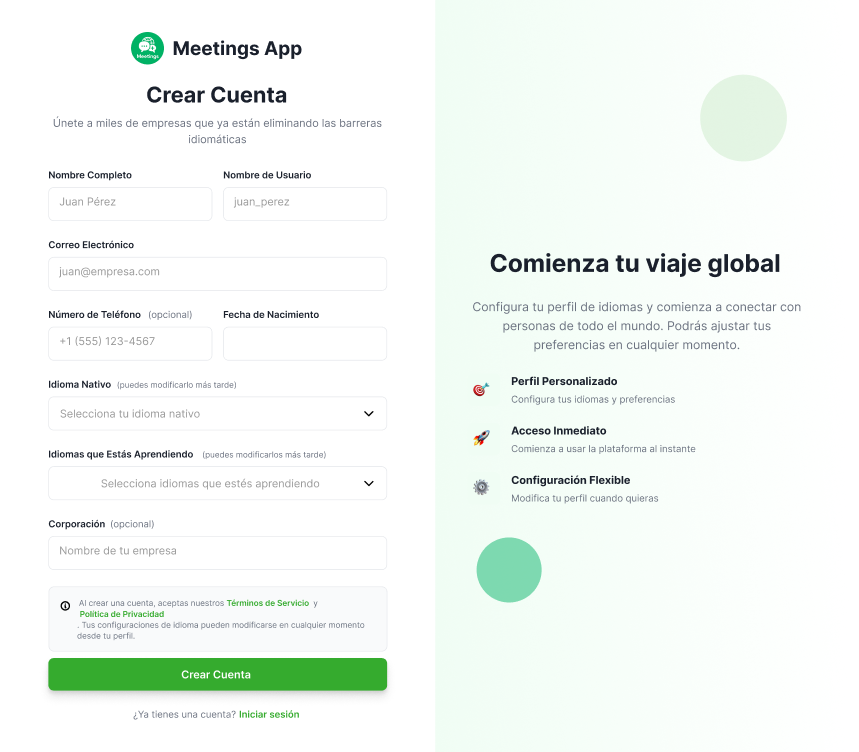 Meetings
Meetings App
Crear Cuenta
Únete a miles de empresas que ya están eliminando las barreras
idiomáticas
Nombre Completo
Nombre de Usuario
Juan Pérez
juan_perez
Correo Electrónico
juan@empresa.com
Número de Teléfono (opcional)
Fecha de Nacimiento
+1 (555) 123-4567
Idioma Nativo (puedes modificarlo más tarde)
Selecciona tu idioma nativo
Idiomas que Estás Aprendiendo (puedes modificarlos más tarde)
Selecciona idiomas que estés aprendiendo
Corporación (opcional)
Nombre de tu empresa
Al crear una cuenta, aceptas nuestros Términos de Servicio y
Política de Privacidad
. Tus configuraciones de idioma pueden modificarse en cualquier momento
desde tu perfil.
Crear Cuenta
¿Ya tienes una cuenta? Iniciar sesión
Comienza tu viaje global
Configura tu perfil de idiomas y comienza a conectar con
personas de todo el mundo. Podrás ajustar tus
preferencias en cualquier momento.
Perfil Personalizado
Configura tus idiomas y preferencias
Acceso Inmediato
Comienza a usar la plataforma al instante
Configuración Flexible
Modifica tu perfil cuando quieras